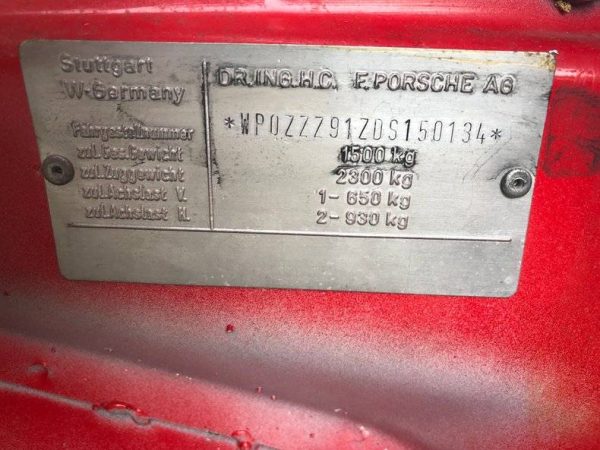 Stuttgart
W-Germany
DR.ING.H.C. F.PORSCHE AG
Fahrgestellnummer *WP0ZZZ91ZDS150134*
zul.Ges.Gewicht 1500 kg
zul.Zuggewicht 2300 kg
zul.Achslast V. 1- 650 kg
zul.Achslast H. 2- 930 kg